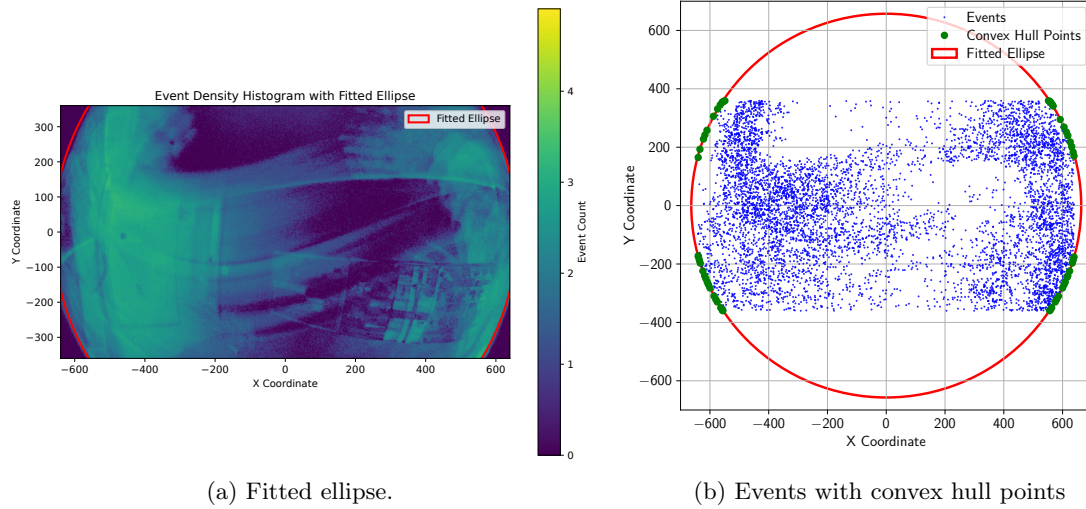 Event Density Histogram with Fitted Ellipse
Fitted Ellipse
300
200
100
0
−100
−200
−300
Y Coordinate
−600
−400
−200
0
200
400
600
X Coordinate
4
3
2
1
0
Event Count
(a) Fitted ellipse.
Events
Convex Hull Points
Fitted Ellipse
600
400
200
0
−200
−400
−600
Y Coordinate
−600
−400
−200
0
200
400
600
X Coordinate
(b) Events with convex hull points